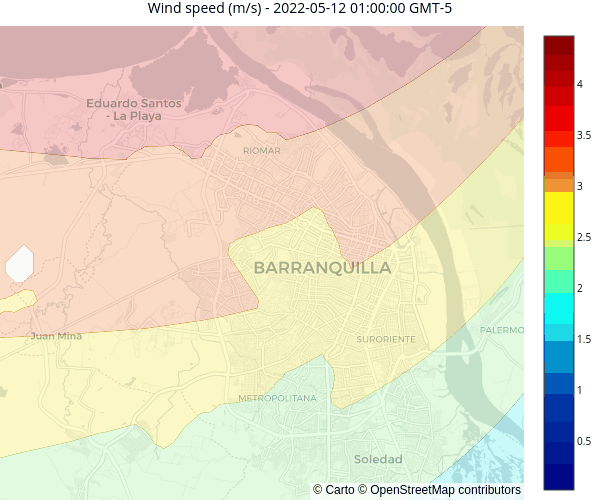 Wind speed (m/s) - 2022-05-12 01:00:00 GMT-5
Eduardo Santos
- La Playa
RIOMAR
BARRANQUILLA
Juan Mina
SURORIENTE
PALERMO
METROPOLITANA
Soledad
© Carto © OpenStreetMap contributors
4
3.5
3
2.5
2
1.5
1
0.5